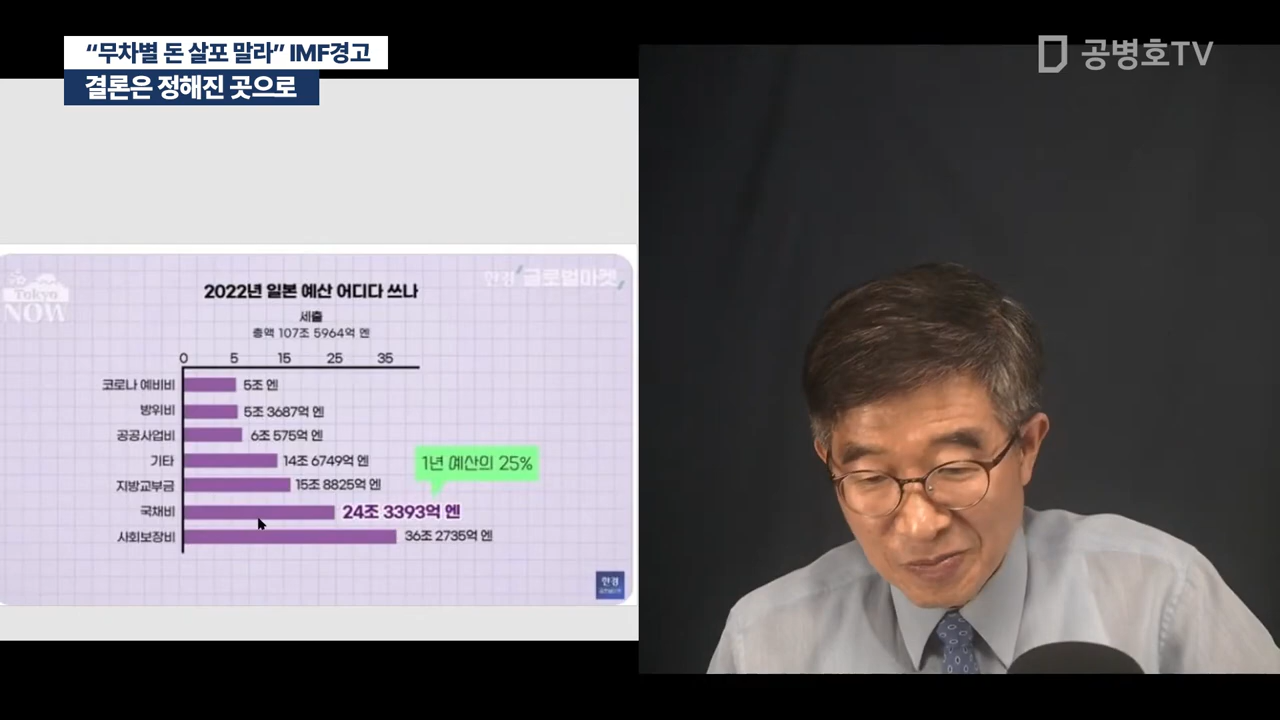 “무차별 돈 살포 말라” IMF경고
결론은 정해진 곳으로
공병호TV
Tokyo
NOW
한경 글로벌마켓
2022년 일본 예산 어디다 쓰나
세출
총액 107조 5964억 엔
0 5 15 25 35
코로나 예비비 5조 엔
방위비 5조 3687억 엔
공공사업비 6조 575억 엔
기타 14조 6749억 엔
1년 예산의 25%
지방교부금 15조 8825억 엔
국채비 24조 3393억 엔
사회보장비 36조 2735억 엔
한경